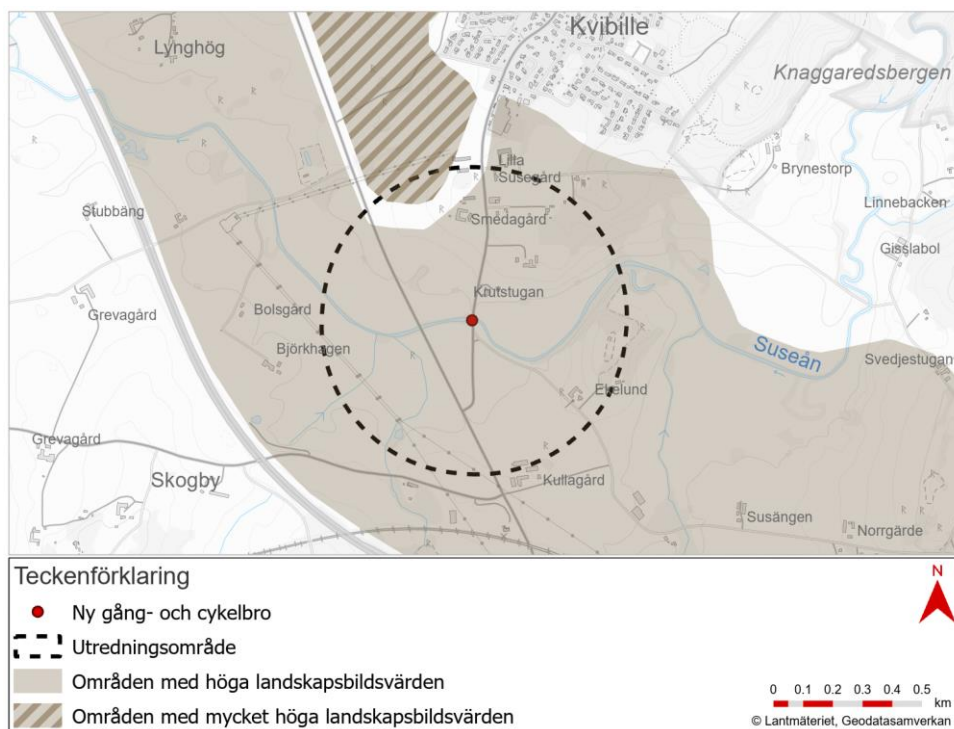 Kvibille
Lynghög
Knaggaredsbergen
Lilla
Susegård
Brynestorp
Linnebacken
Stubbäng
Smedagård
Gisslabol
Krutstugan
Grevagård
Bolsgård
Suseån
Björkhagen
Svedjestugan
Ekelund
Grevagård
Skogby
Kullagård
Susängen
Norrgärde
Teckenförklaring
Ny gång- och cykelbro
Utredningsområde
Områden med höga landskapsbildsvärden
Områden med mycket höga landskapsbildsvärden
N
0 0.1 0.2 0.3 0.4 0.5
km
© Lantmäteriet, Geodatasamverkan